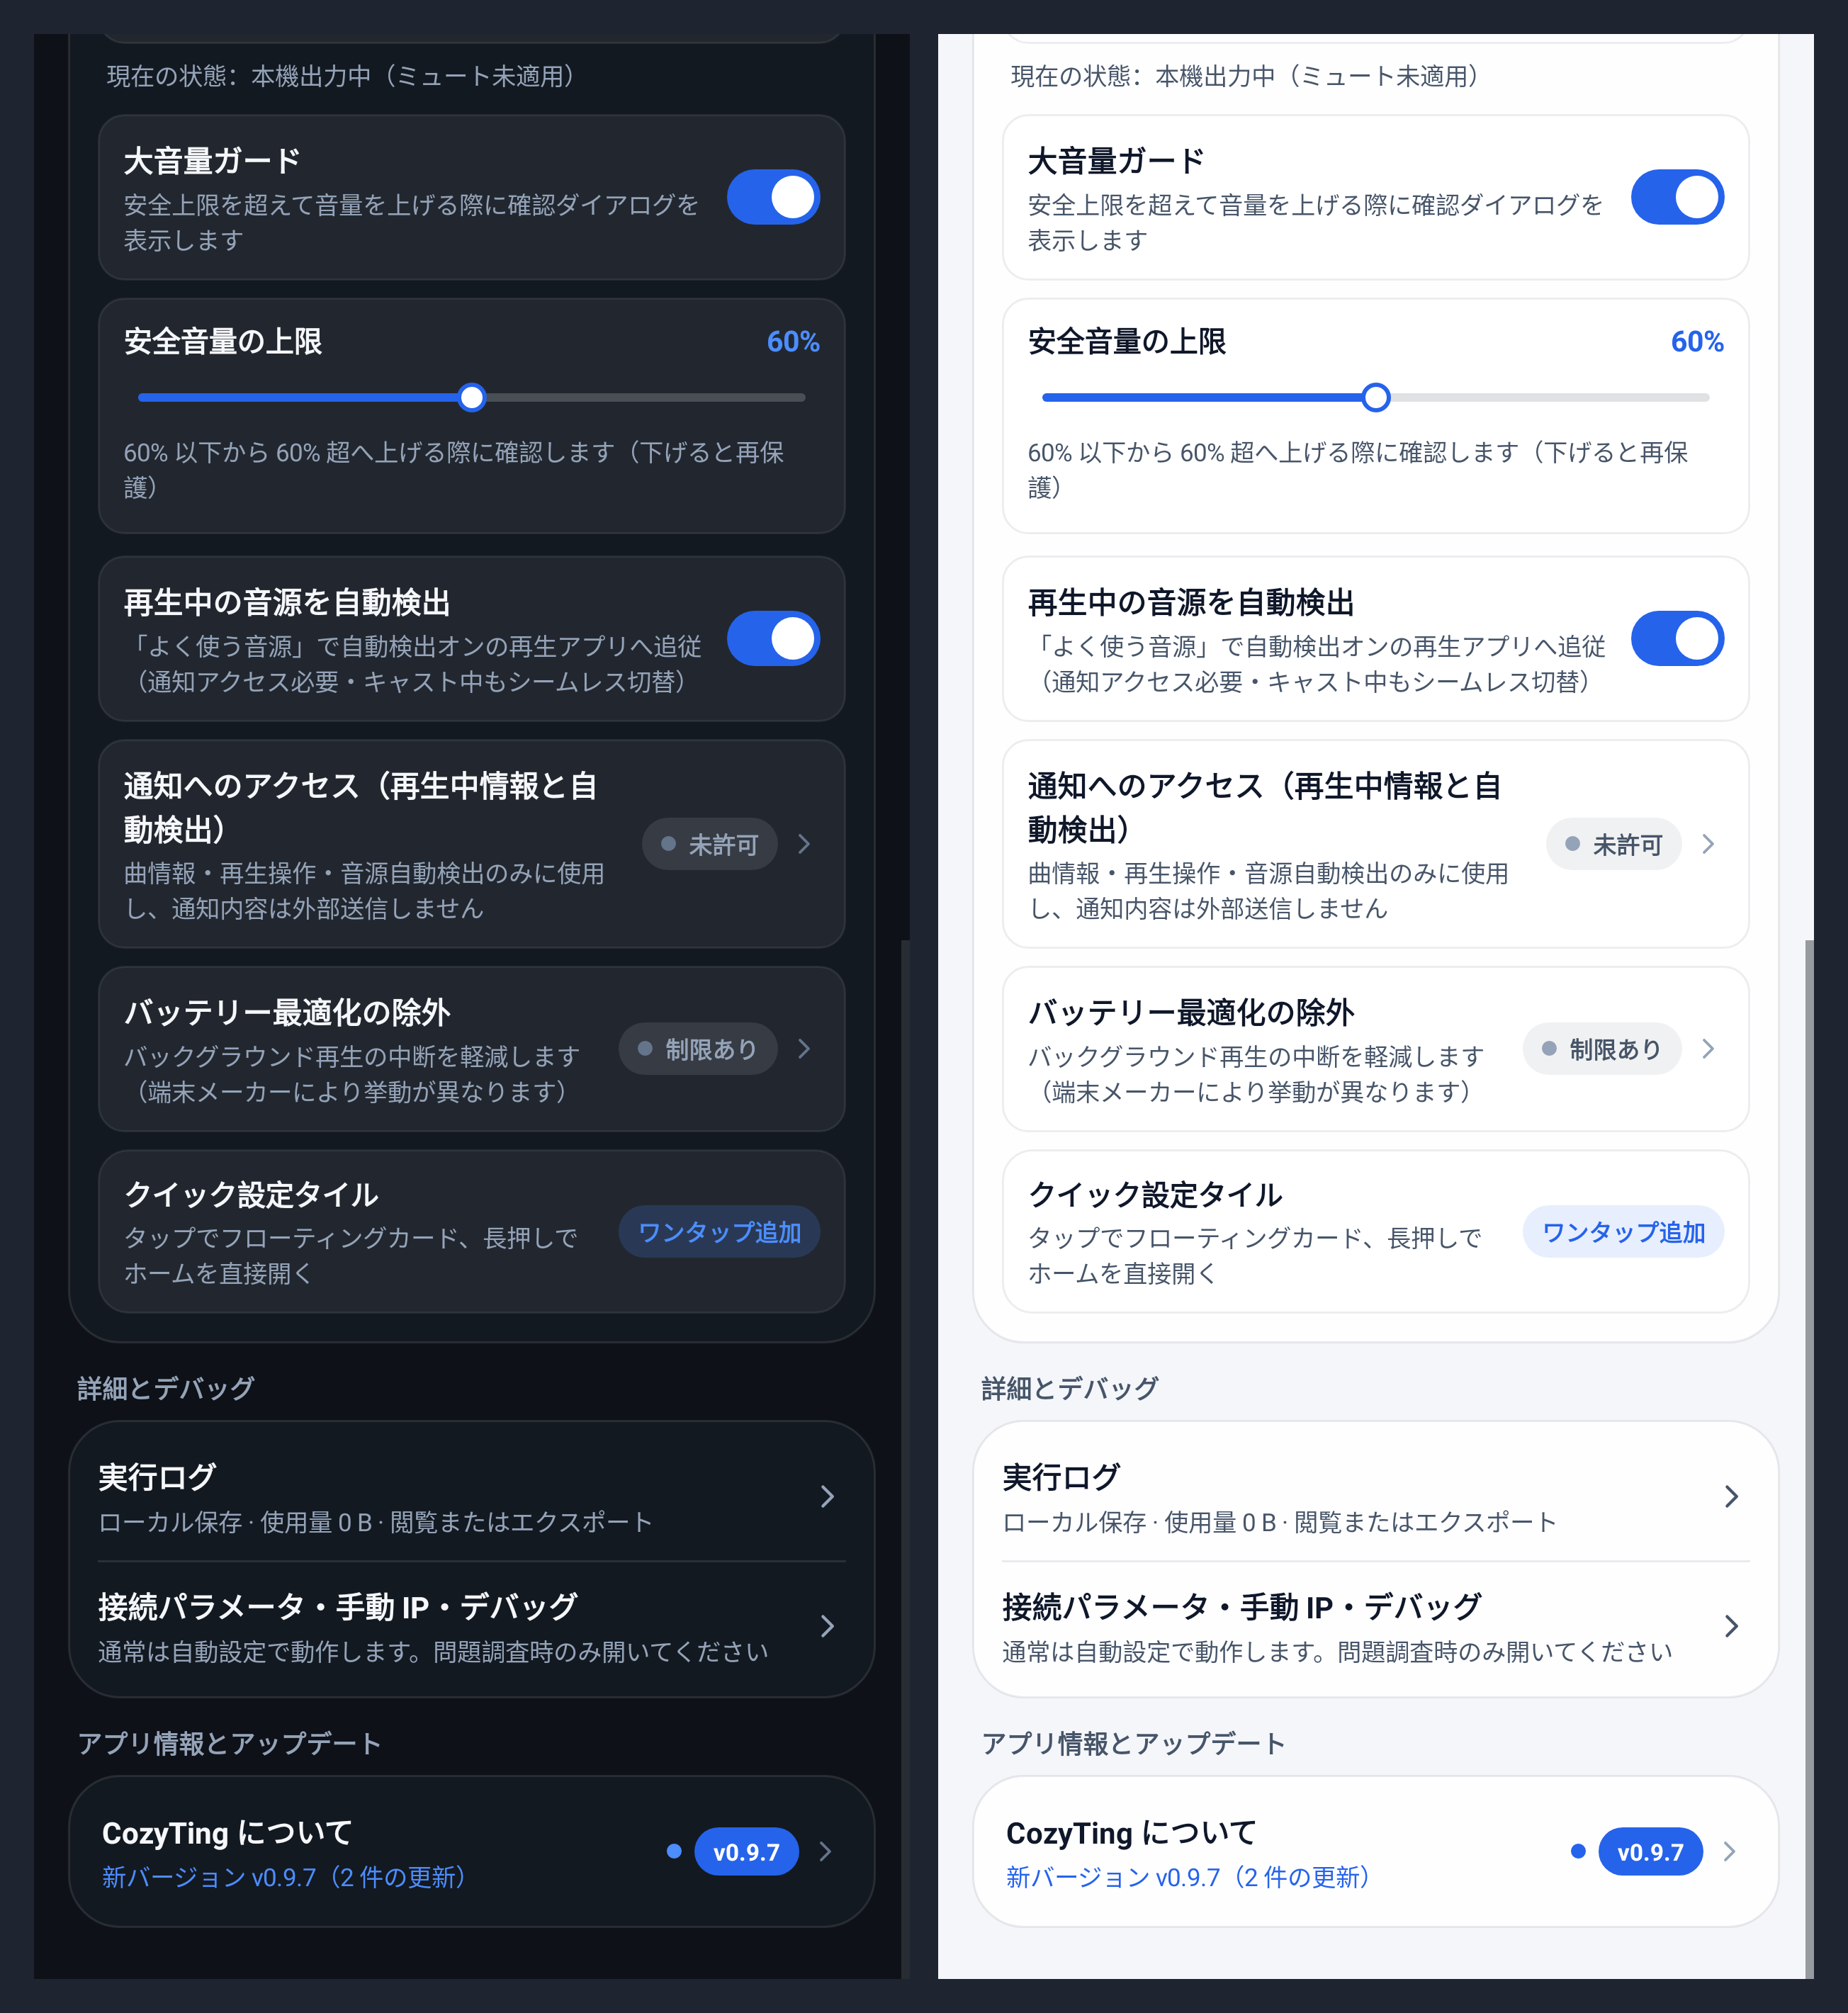 現在の状態：本機出力中（ミュート未適用）
大音量ガード
安全上限を超えて音量を上げる際に確認ダイアログを
表示します
安全音量の上限
60%
60% 以下から 60% 超へ上げる際に確認します（下げると再保
護）
再生中の音源を自動検出
「よく使う音源」で自動検出オンの再生アプリへ追従
（通知アクセス必要・キャスト中もシームレス切替）
通知へのアクセス（再生中情報と自
動検出）
未許可
曲情報・再生操作・音源自動検出のみに使用
し、通知内容は外部送信しません
バッテリー最適化の除外
制限あり
バックグラウンド再生の中断を軽減します
（端末メーカーにより挙動が異なります）
クイック設定タイル
ワンタップ追加
タップでフローティングカード、長押しで
ホームを直接開く
詳細とデバッグ
実行ログ
ローカル保存 · 使用量 0 B · 閲覧またはエクスポート
接続パラメータ・手動 IP・デバッグ
通常は自動設定で動作します。問題調査時のみ開いてください
アプリ情報とアップデート
CozyTing について
v0.9.7
新バージョン v0.9.7（2 件の更新）
現在の状態：本機出力中（ミュート未適用）
大音量ガード
安全上限を超えて音量を上げる際に確認ダイアログを
表示します
安全音量の上限
60%
60% 以下から 60% 超へ上げる際に確認します（下げると再保
護）
再生中の音源を自動検出
「よく使う音源」で自動検出オンの再生アプリへ追従
（通知アクセス必要・キャスト中もシームレス切替）
通知へのアクセス（再生中情報と自
動検出）
未許可
曲情報・再生操作・音源自動検出のみに使用
し、通知内容は外部送信しません
バッテリー最適化の除外
制限あり
バックグラウンド再生の中断を軽減します
（端末メーカーにより挙動が異なります）
クイック設定タイル
ワンタップ追加
タップでフローティングカード、長押しで
ホームを直接開く
詳細とデバッグ
実行ログ
ローカル保存 · 使用量 0 B · 閲覧またはエクスポート
接続パラメータ・手動 IP・デバッグ
通常は自動設定で動作します。問題調査時のみ開いてください
アプリ情報とアップデート
CozyTing について
v0.9.7
新バージョン v0.9.7（2 件の更新）